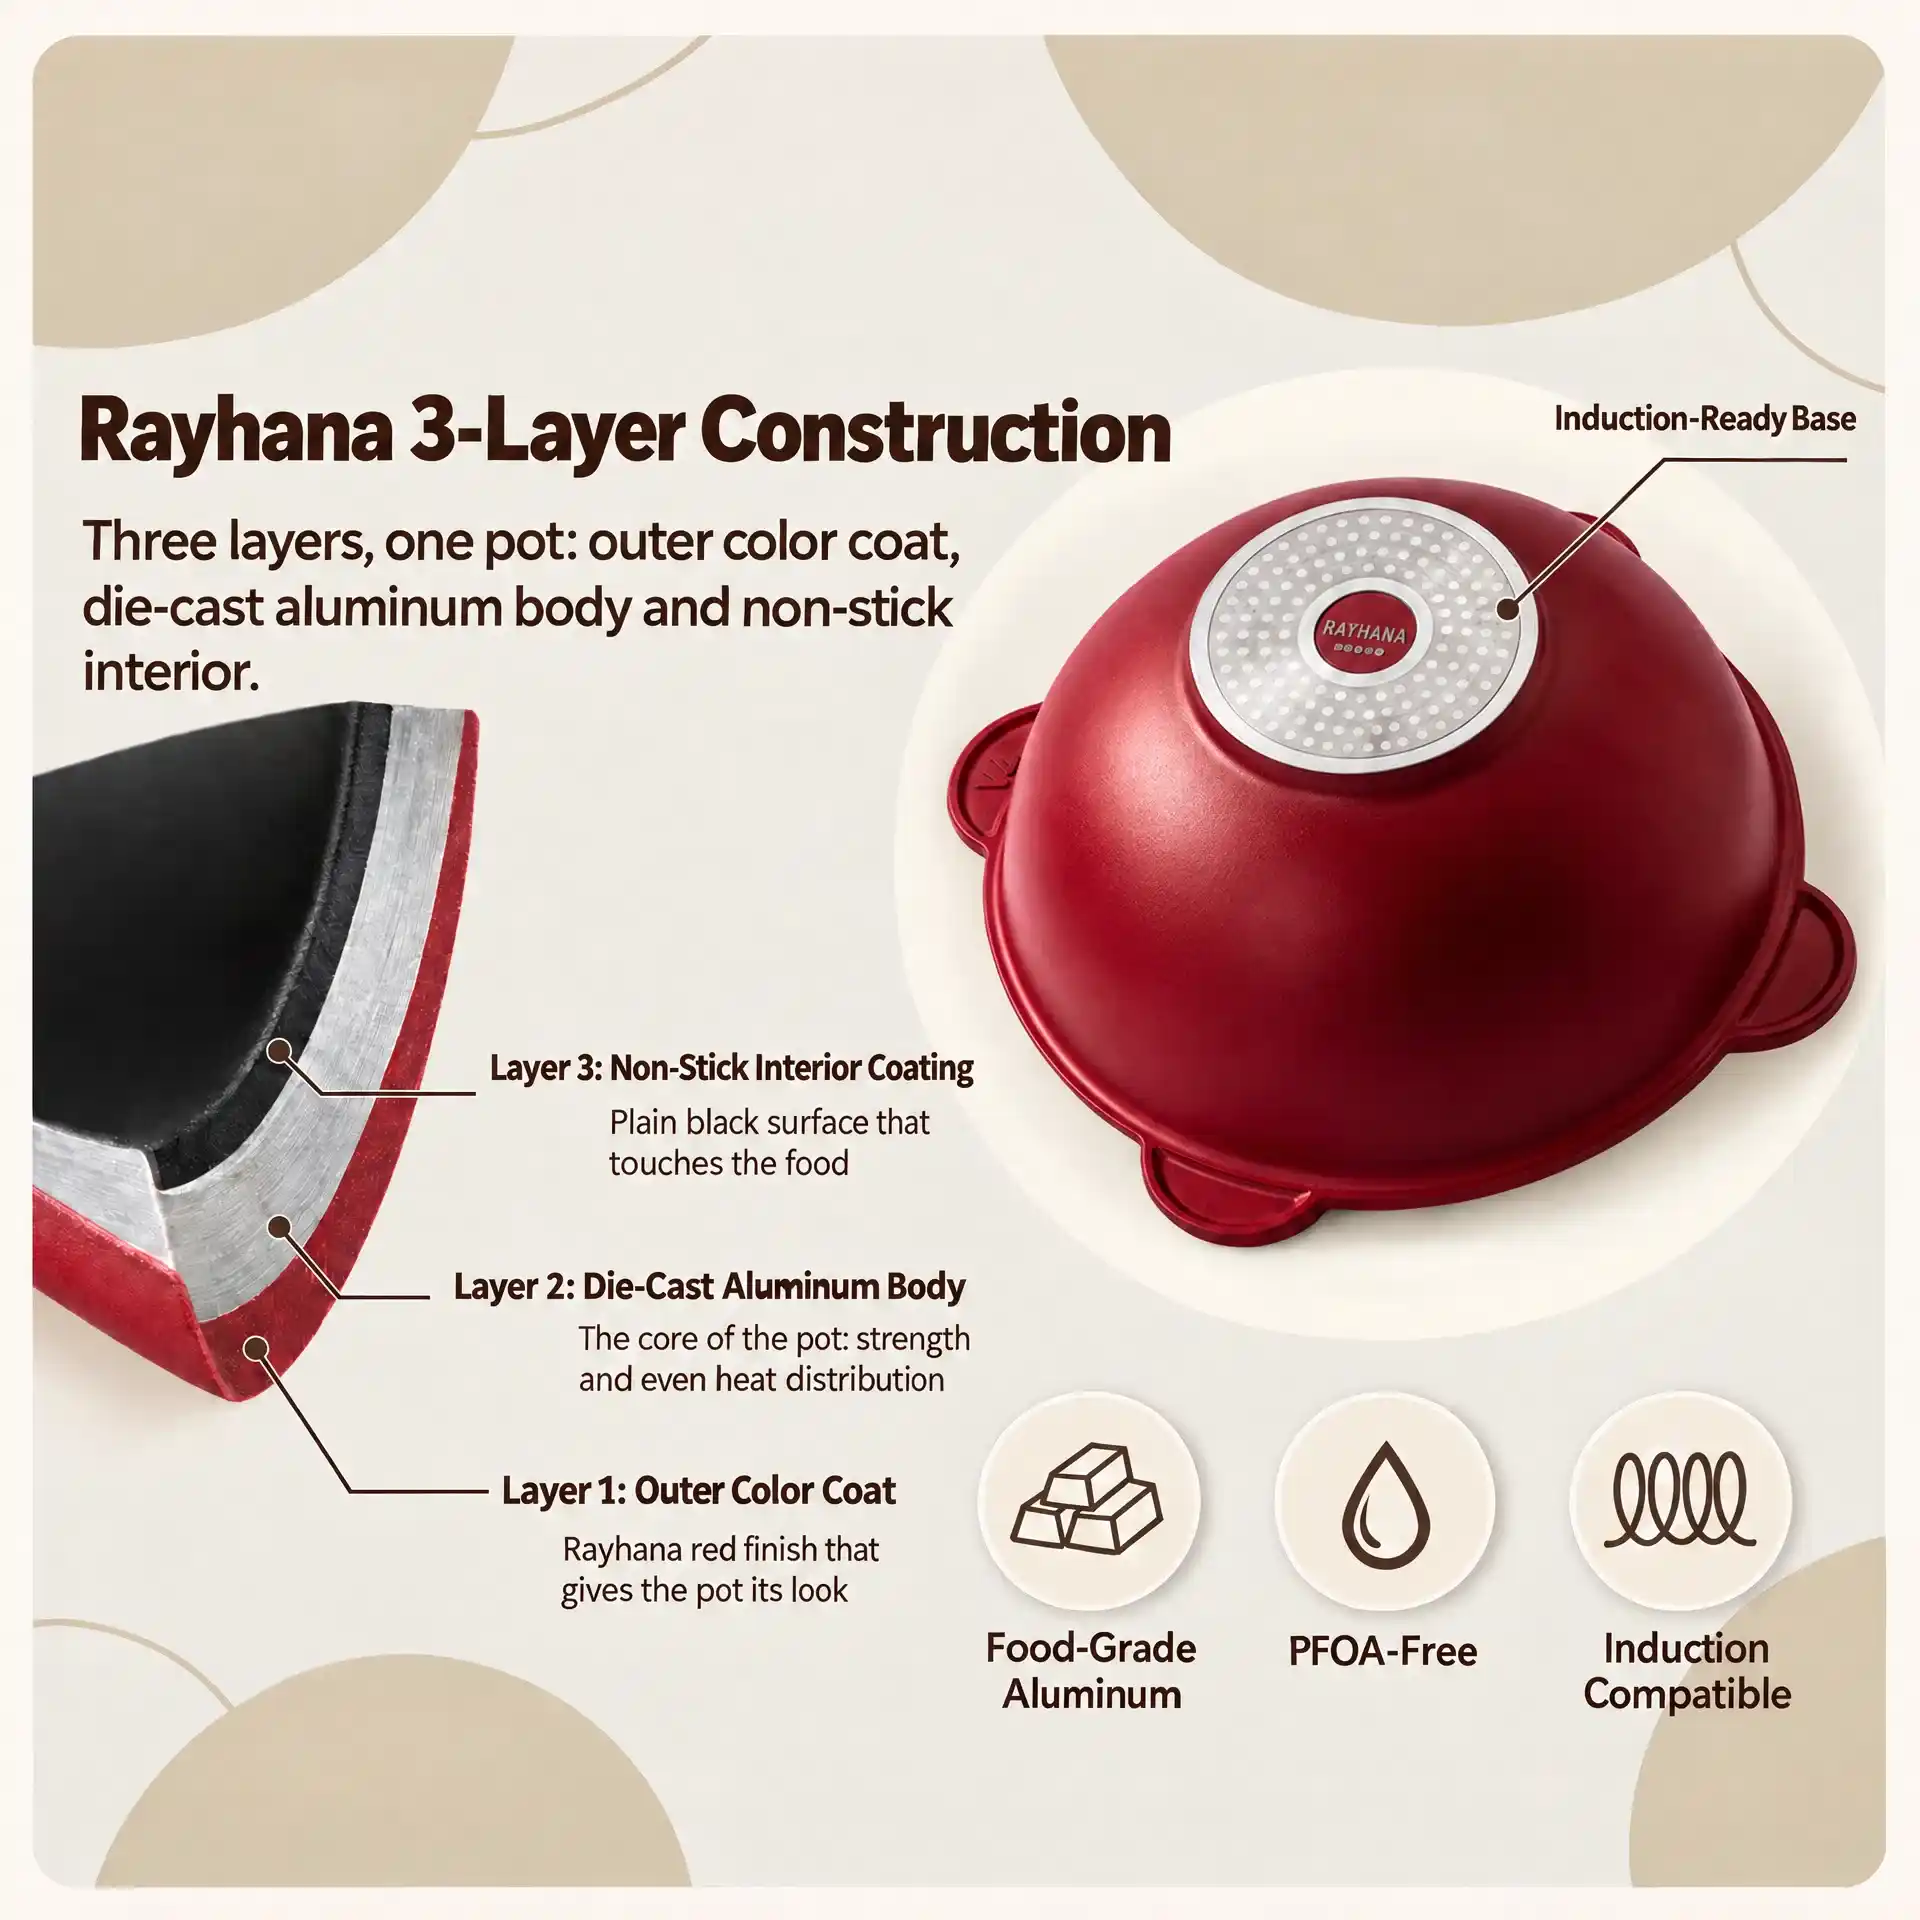 Rayhana 3-Layer Construction
Three layers, one pot: outer color coat,
die-cast aluminum body and non-stick
interior.
Induction-Ready Base
RAYHANA
Layer 3: Non-Stick Interior Coating
Plain black surface that
touches the food
Layer 2: Die-Cast Aluminum Body
The core of the pot: strength
and even heat distribution
Layer 1: Outer Color Coat
Rayhana red finish that
gives the pot its look
Food-Grade
Aluminum
PFOA-Free
Induction
Compatible